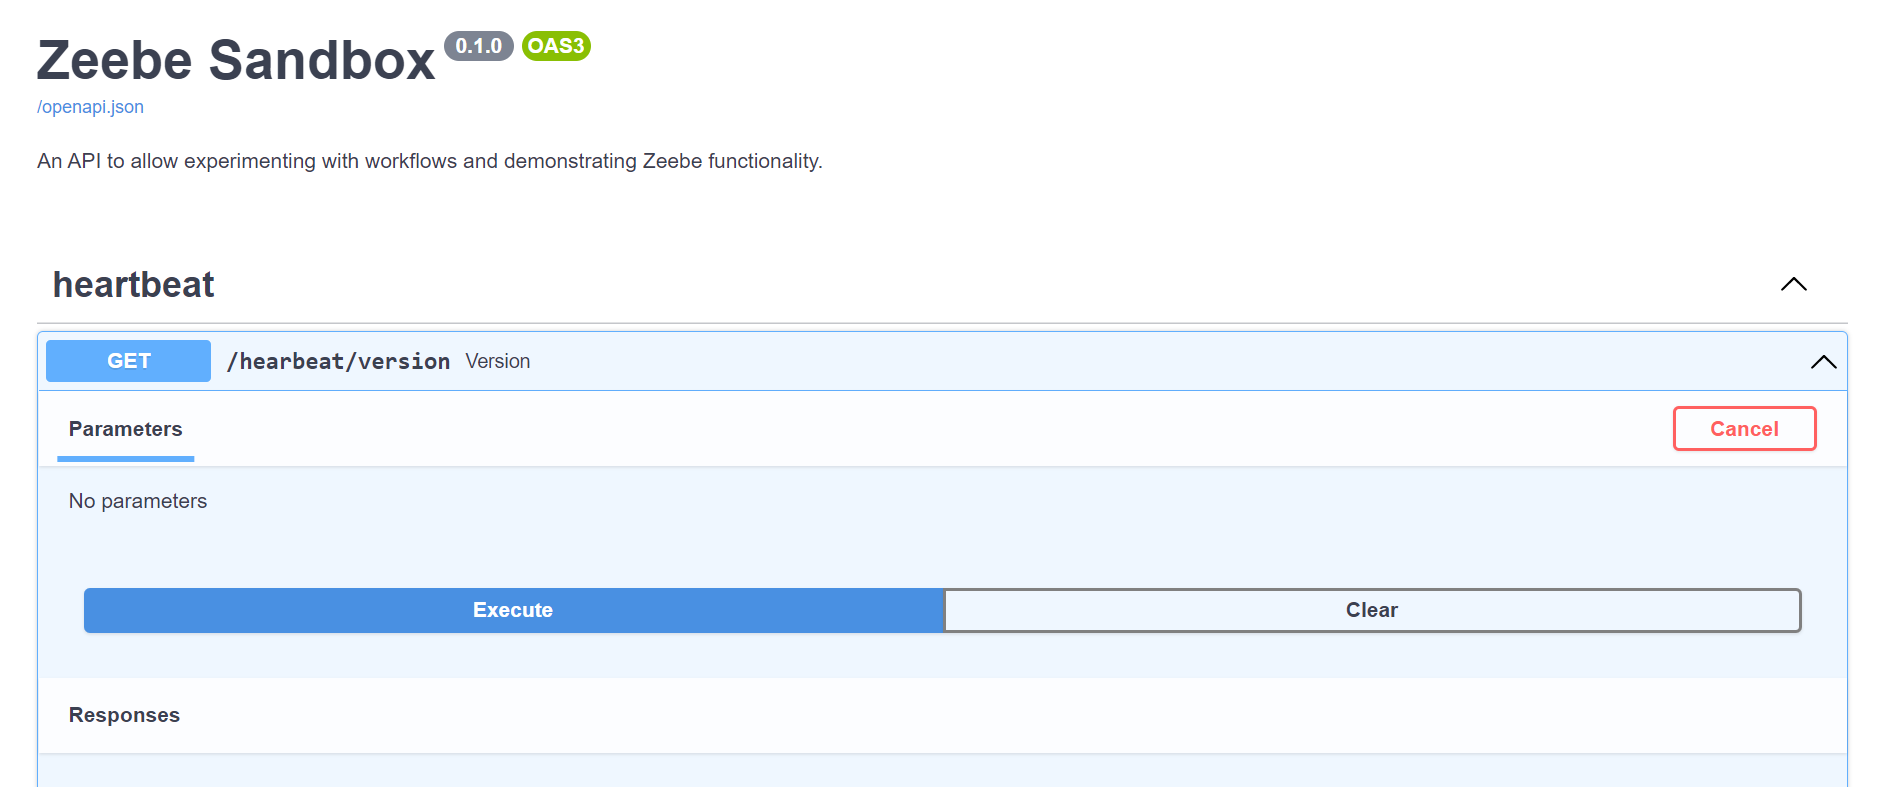 Zeebe Sandbox 0.1.0 OAS3
/openapi.json
An API to allow experimenting with workflows and demonstrating Zeebe functionality.
heartbeat
GET /hearbeat/version Version
Parameters Cancel
No parameters
Execute Clear
Responses